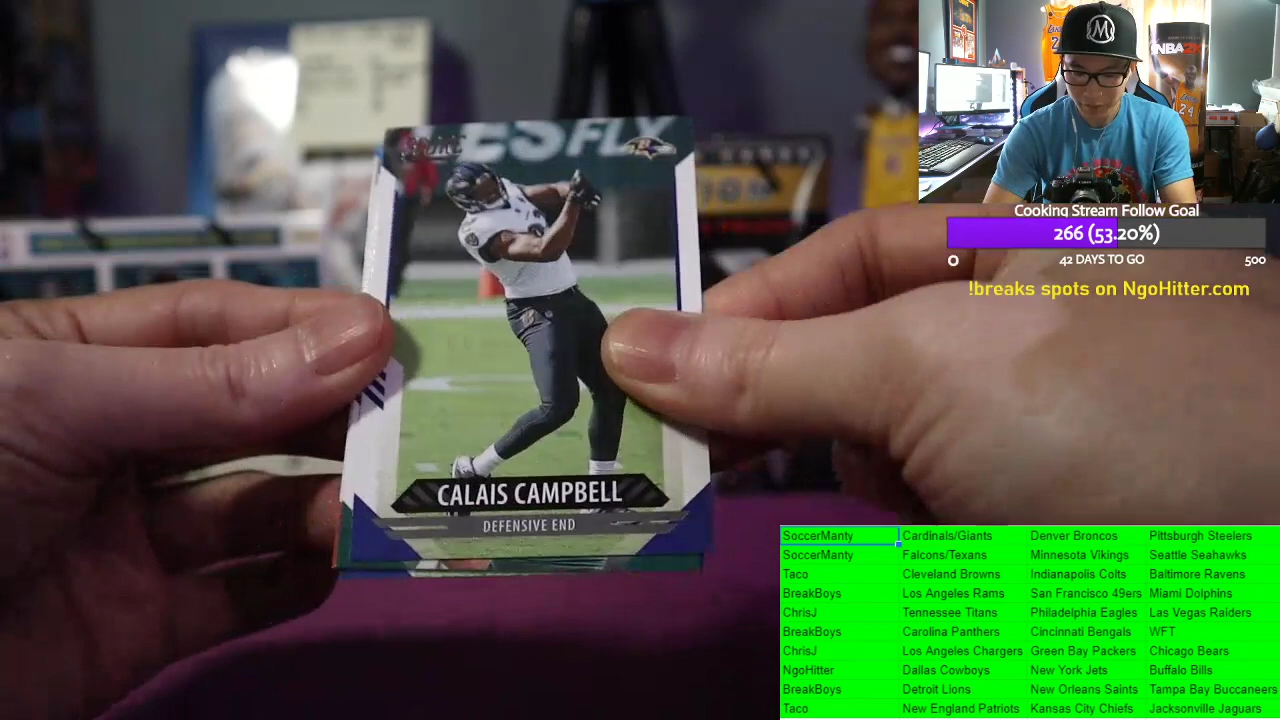 ES FLY
CALAIS CAMPBELL
DEFENSIVE END
NBA2K
24
Cooking Stream Follow Goal
266 (53.20%)
0 42 DAYS TO GO 500
!breaks spots on NgoHitter.com
SoccerManty Cardinals/Giants Denver Broncos Pittsburgh Steelers
SoccerManty Falcons/Texans Minnesota Vikings Seattle Seahawks
Taco Cleveland Browns Indianapolis Colts Baltimore Ravens
BreakBoys Los Angeles Rams San Francisco 49ers Miami Dolphins
ChrisJ Tennessee Titans Philadelphia Eagles Las Vegas Raiders
BreakBoys Carolina Panthers Cincinnati Bengals WFT
ChrisJ Los Angeles Chargers Green Bay Packers Chicago Bears
NgoHitter Dallas Cowboys New York Jets Buffalo Bills
BreakBoys Detroit Lions New Orleans Saints Tampa Bay Buccaneers
Taco New England Patriots Kansas City Chiefs Jacksonville Jaguars